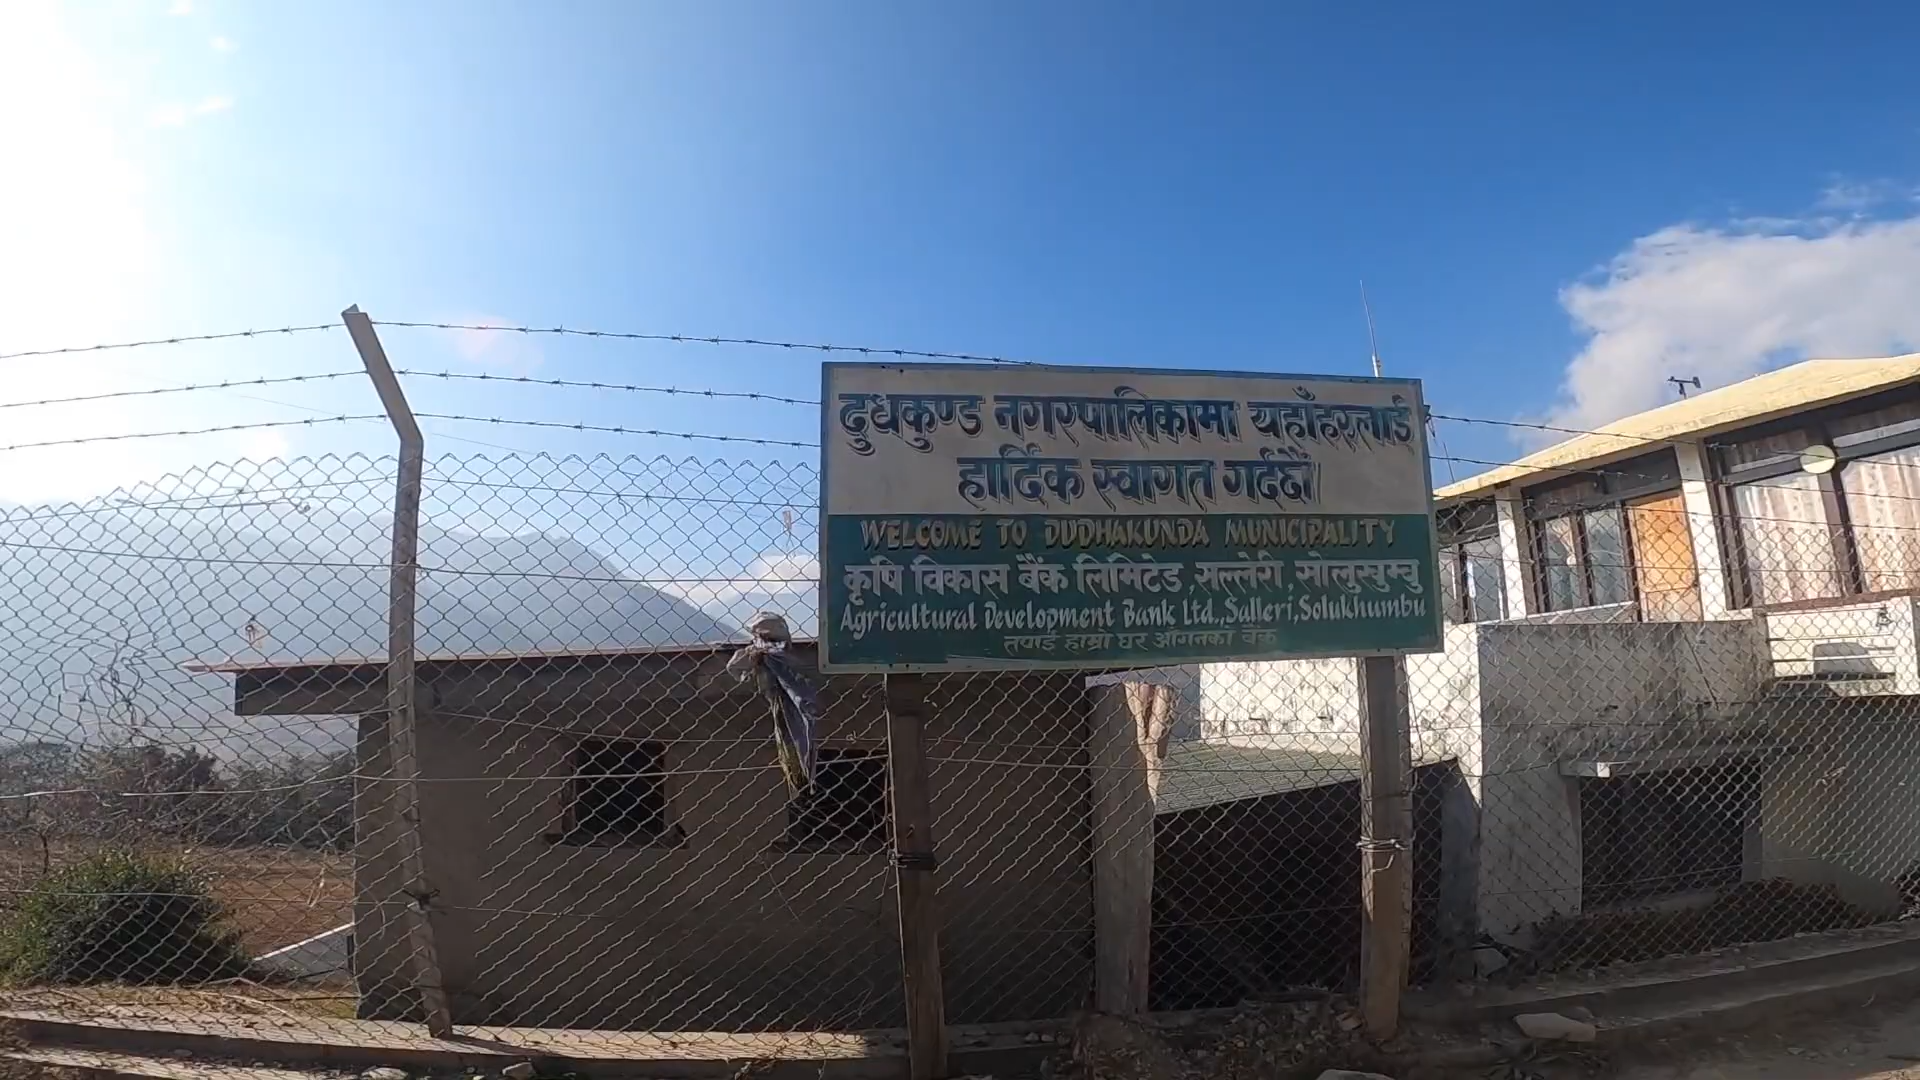 दुधकुण्ड नगरपालिकामा यहाँहरुलाई
हार्दिक स्वागत गर्दछौं।
WELCOME TO DUDHAKUNDA MUNICIPALITY
कृषि विकास बैंक लिमिटेड, सल्लेरी, सोलुखुम्बु
Agricultural Development Bank Ltd., Salleri, Solukhumbu
तपाई हाम्रो घर आँगनका बैंक